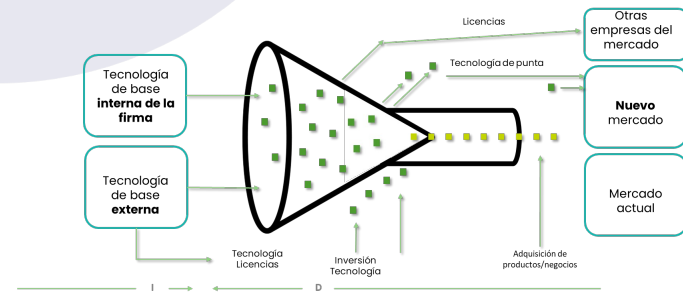 Licencias
Otras
empresas del
mercado
Tecnología de punta
Tecnología
de base
interna de la
firma
Nuevo
mercado
Tecnología
de base
externa
Mercado
actual
Tecnología
Licencias
Inversión
Tecnología
Adquisición de
productos/negocios
I
D